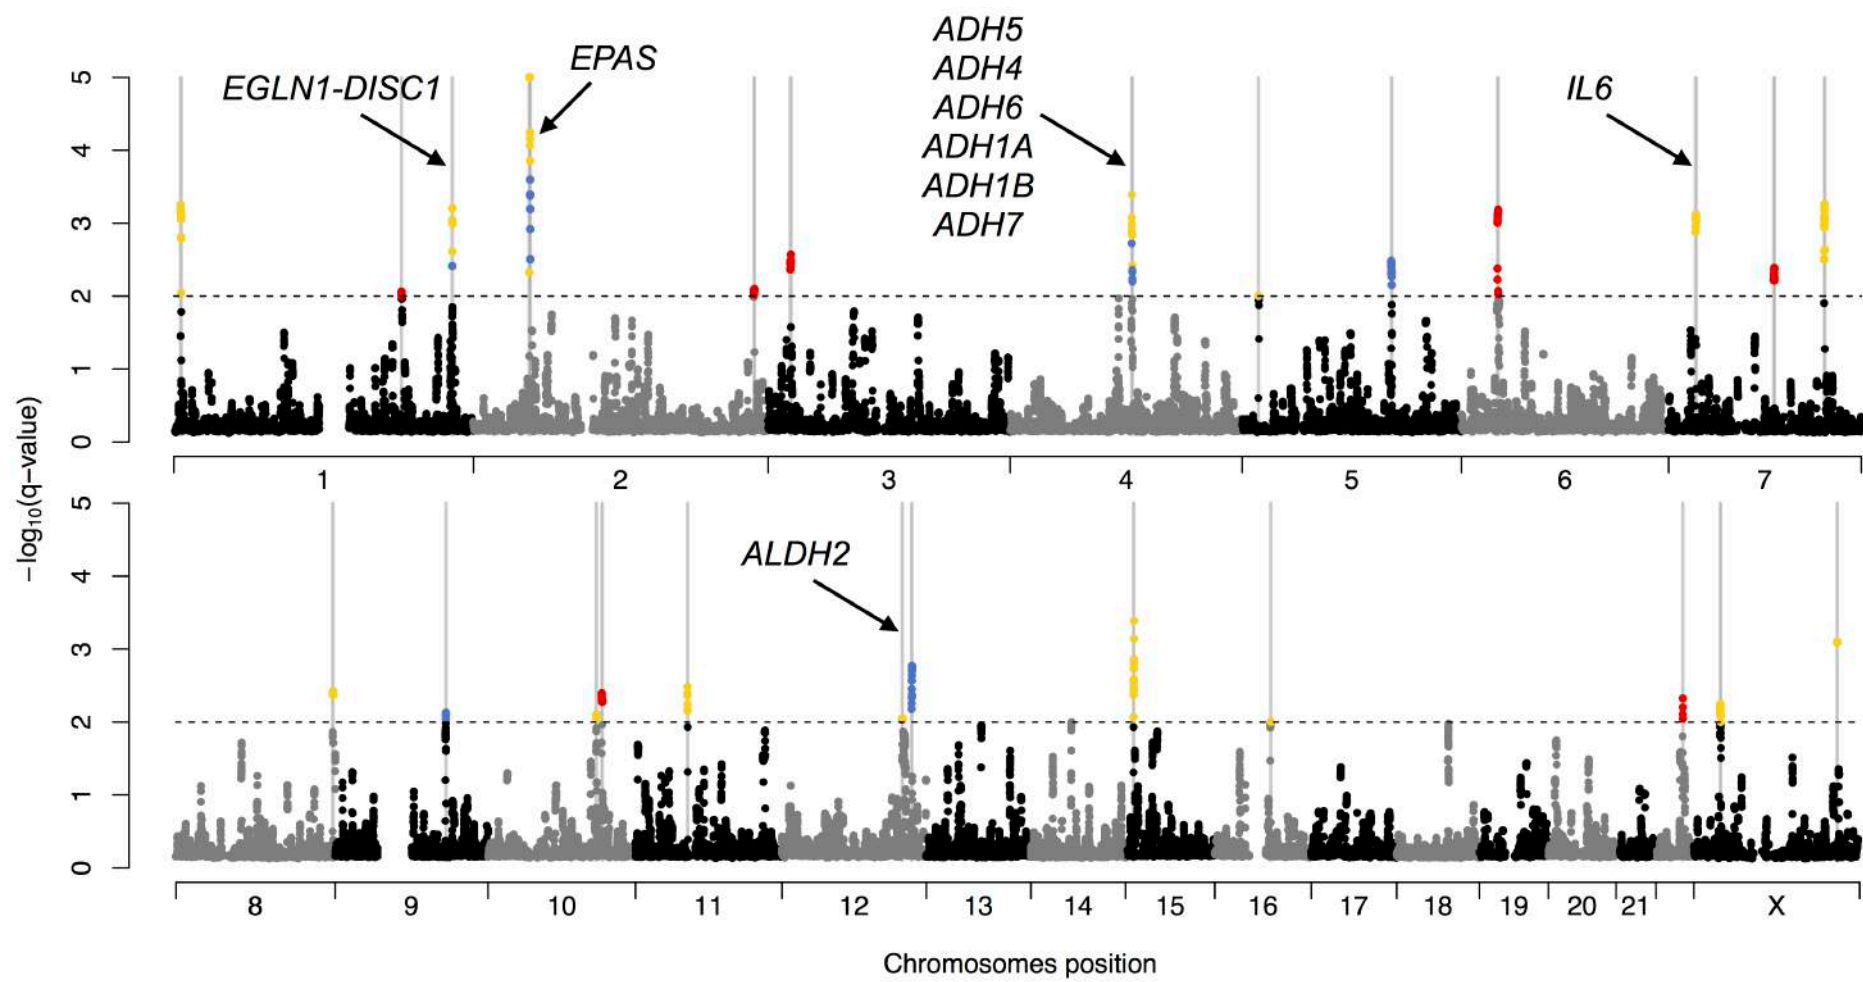 ADH5
EPAS
ADH4
EGLN1-DISC1
ADH6
IL6
ADH1A
ADH1B
ADH7
5
4
3
2
1
0
1 2 3 4 5 6 7
−log10(q−value)
ALDH2
5
4
3
2
1
0
8 9 10 11 12 13 14 15 16 17 18 19 20 21 X
Chromosomes position